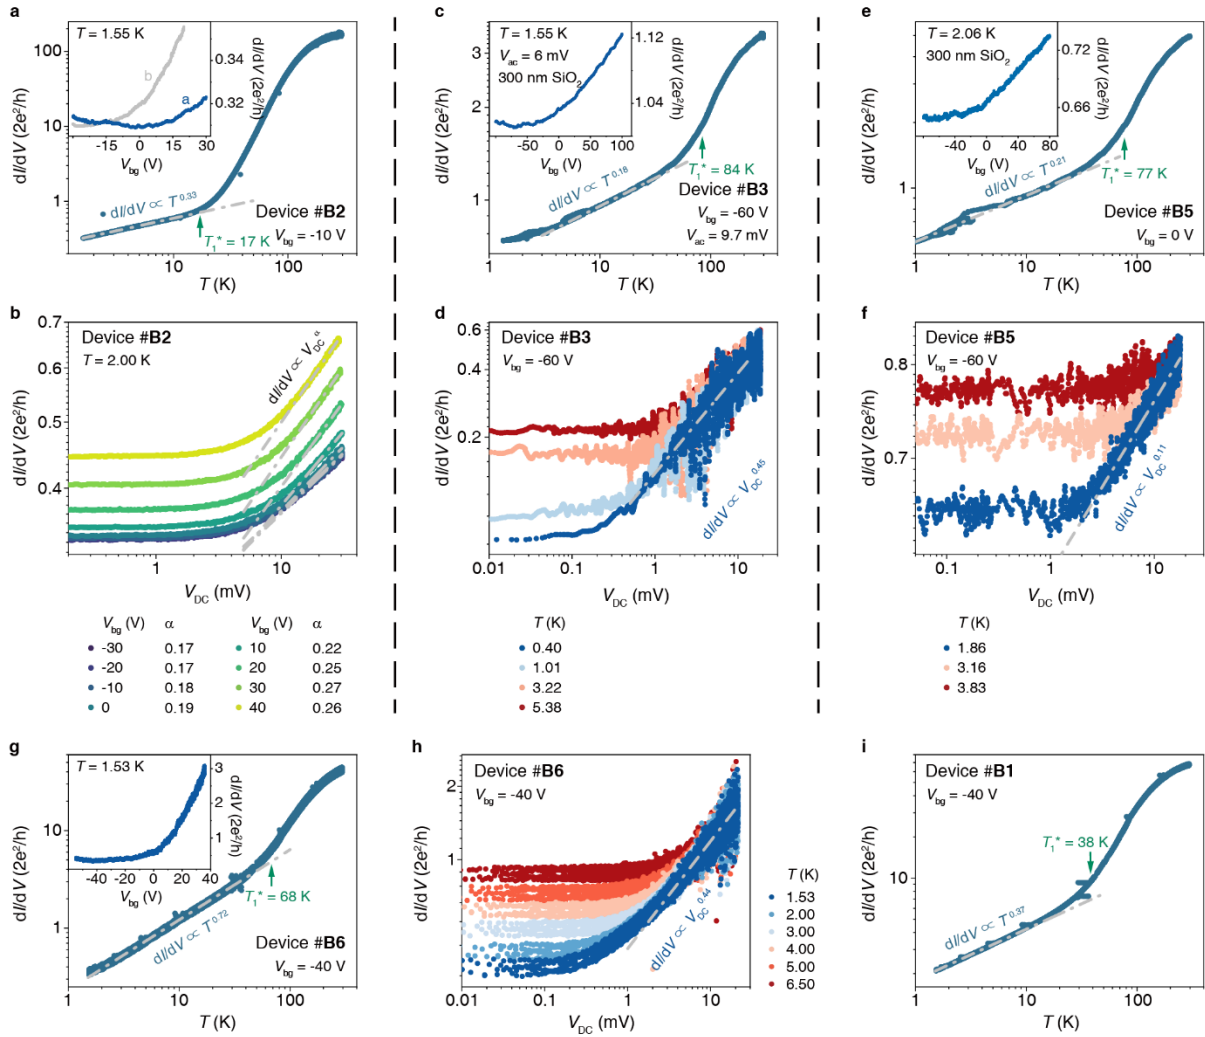 a
T = 1.55 K
dI/dV (2e²/h)
100
10
1
0.34
0.32
b
a
-15 0 15 30
V_bg (V)
dI/dV (2e²/h)
dI/dV ∝ T^0.33
Device #B2
V_bg = -10 V
T₁* = 17 K
10 100
T (K)
c
T = 1.55 K
V_ac = 6 mV
300 nm SiO₂
dI/dV (2e²/h)
3
2
1
1.12
1.04
-50 0 50 100
V_bg (V)
dI/dV (2e²/h)
dI/dV ∝ T^0.18
T₁* = 84 K
Device #B3
V_bg = -60 V
V_ac = 9.7 mV
1 10 100
T (K)
e
T = 2.06 K
300 nm SiO₂
dI/dV (2e²/h)
1
0.72
0.66
-40 0 40 80
V_bg (V)
dI/dV (2e²/h)
dI/dV ∝ T^0.21
T₁* = 77 K
Device #B5
V_bg = 0 V
1 10 100
T (K)
b
Device #B2
T = 2.00 K
dI/dV (2e²/h)
0.7
0.6
0.5
0.4
dI/dV ∝ V_DC^α
1 10
V_DC (mV)
V_bg (V) α V_bg (V) α
-30 0.17 10 0.22
-20 0.17 20 0.25
-10 0.18 30 0.27
0 0.19 40 0.26
d
Device #B3
V_bg = -60 V
dI/dV (2e²/h)
0.6
0.4
0.2
dI/dV ∝ V_DC^0.45
0.01 0.1 1 10
V_DC (mV)
T (K)
0.40
1.01
3.22
5.38
f
Device #B5
V_bg = -60 V
dI/dV (2e²/h)
0.8
0.7
dI/dV ∝ V_DC^0.11
0.1 1 10
V_DC (mV)
T (K)
1.86
3.16
3.83
g
T = 1.53 K
dI/dV (2e²/h)
10
1
3
2
1
-40 0 20 40
V_bg (V)
dI/dV (2e²/h)
T₁* = 68 K
dI/dV ∝ T^0.72
Device #B6
V_bg = -40 V
1 10 100
T (K)
h
Device #B6
V_bg = -40 V
dI/dV (2e²/h)
2
1
dI/dV ∝ V_DC^0.44
0.01 0.1 1 10
V_DC (mV)
T (K)
1.53
2.00
3.00
4.00
5.00
6.50
i
Device #B1
V_bg = -40 V
dI/dV (2e²/h)
10
T₁* = 38 K
dI/dV ∝ T^0.37
1 10 100
T (K)